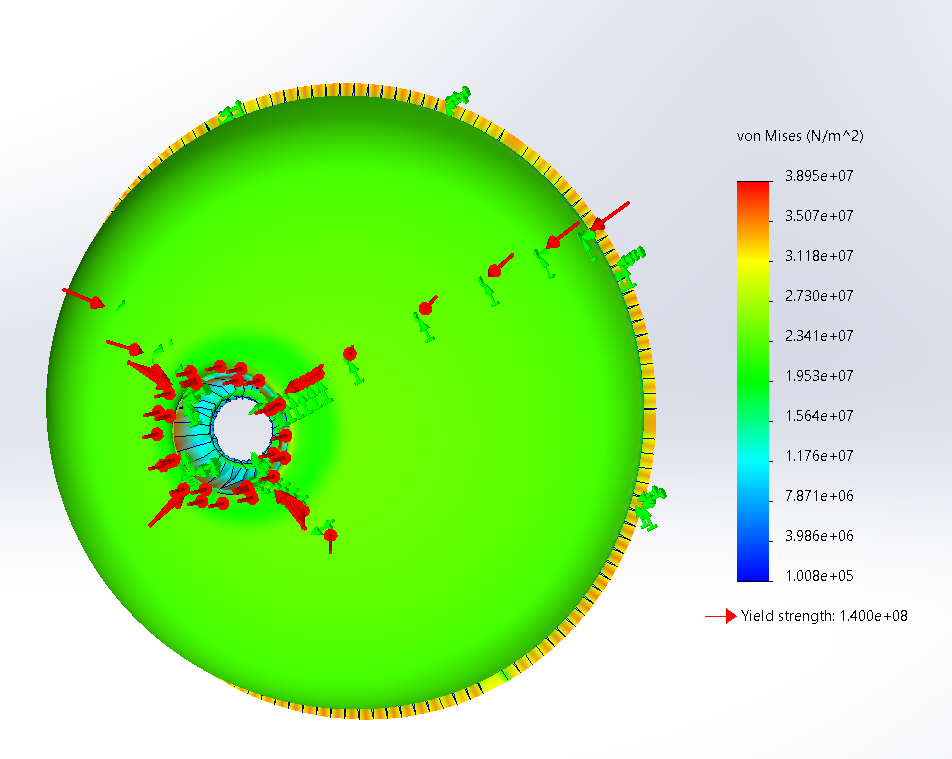 von Mises (N/m^2)
3.895e+07
3.507e+07
3.118e+07
2.730e+07
2.341e+07
1.953e+07
1.564e+07
1.176e+07
7.871e+06
3.986e+06
1.008e+05
Yield strength: 1.400e+08